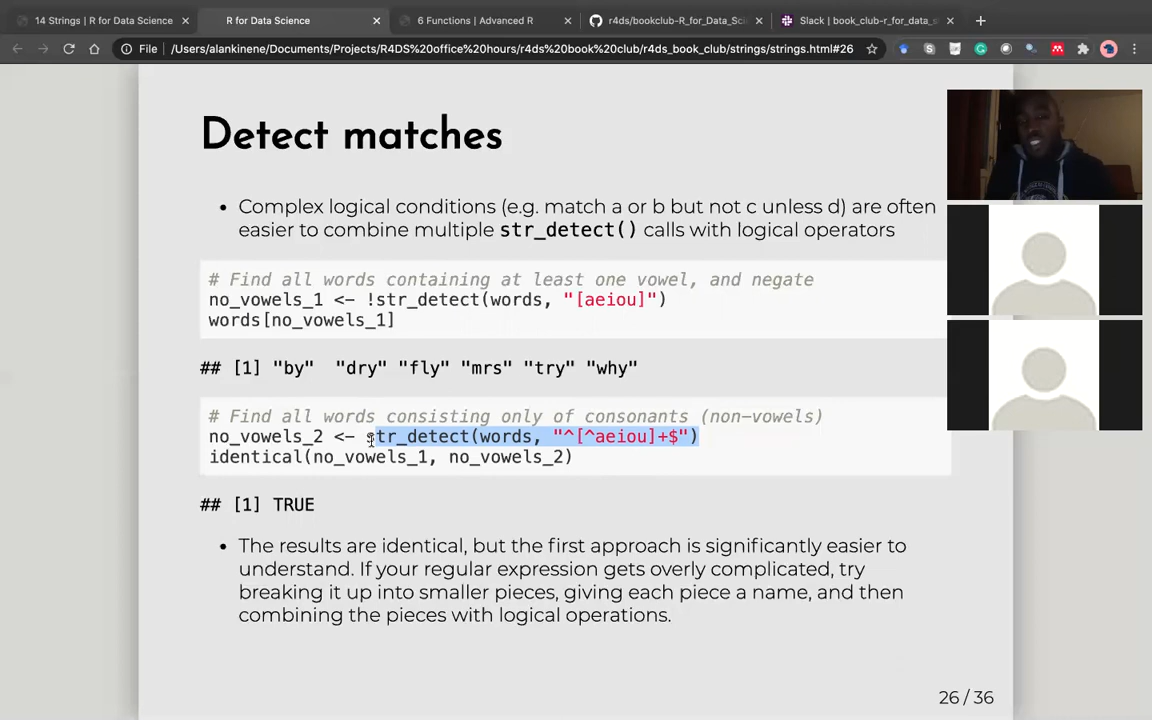 14 Strings | R for Data Science
R for Data Science
6 Functions | Advanced R
r4ds/bookclub-R_for_Data_Sci
Slack | book_club-r_for_data_s
File
/Users/alankinene/Documents/Projects/R4DS%20office%20hours/r4ds%20book%20club/r4ds_book_club/strings/strings.html#26
Detect matches
• Complex logical conditions (e.g. match a or b but not c unless d) are often
easier to combine multiple str_detect() calls with logical operators
# Find all words containing at least one vowel, and negate
no_vowels_1 <- !str_detect(words, "[aeiou]")
words[no_vowels_1]
## [1] "by"  "dry" "fly" "mrs" "try" "why"
# Find all words consisting only of consonants (non-vowels)
no_vowels_2 <- str_detect(words, "^[^aeiou]+$")
identical(no_vowels_1, no_vowels_2)
## [1] TRUE
• The results are identical, but the first approach is significantly easier to
understand. If your regular expression gets overly complicated, try
breaking it up into smaller pieces, giving each piece a name, and then
combining the pieces with logical operations.
26 / 36